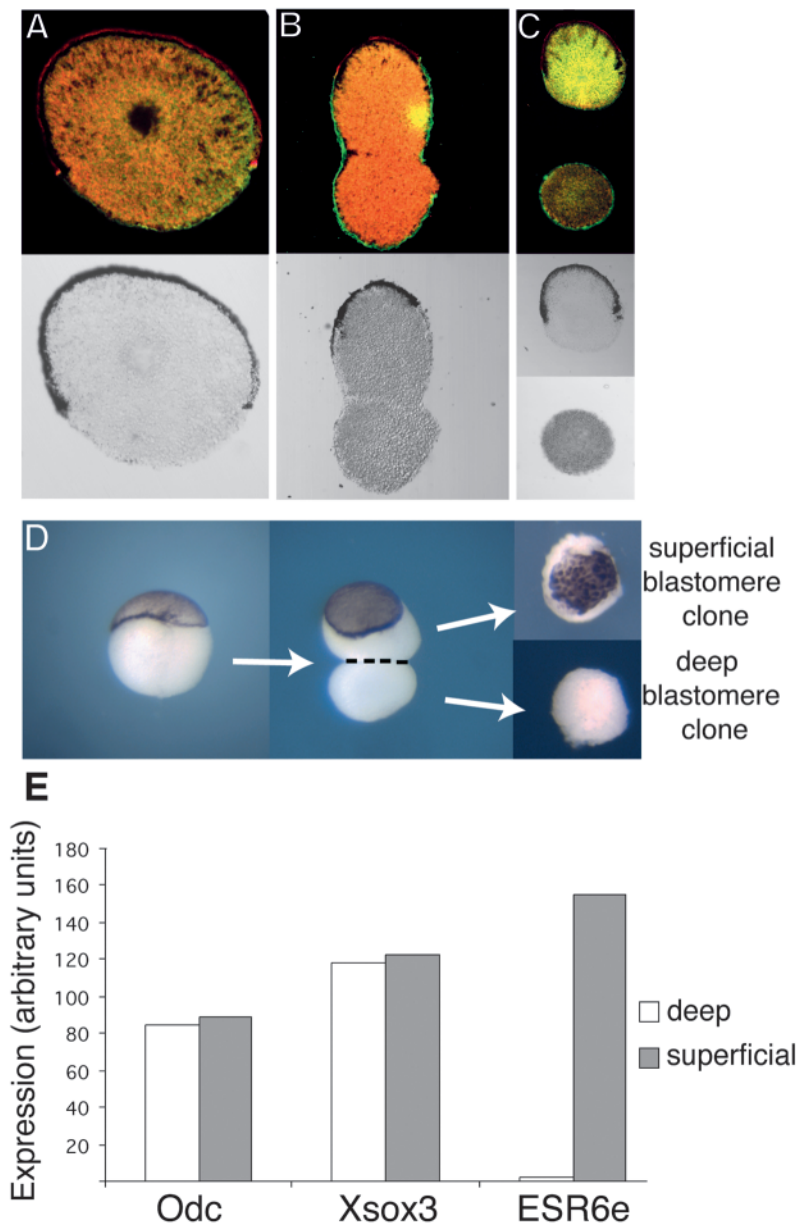 A
B
C
D
superficial
blastomere
clone
deep
blastomere
clone
E
Expression (arbitrary units)
180
160
140
120
100
80
60
40
20
deep
superficial
Odc
Xsox3
ESR6e